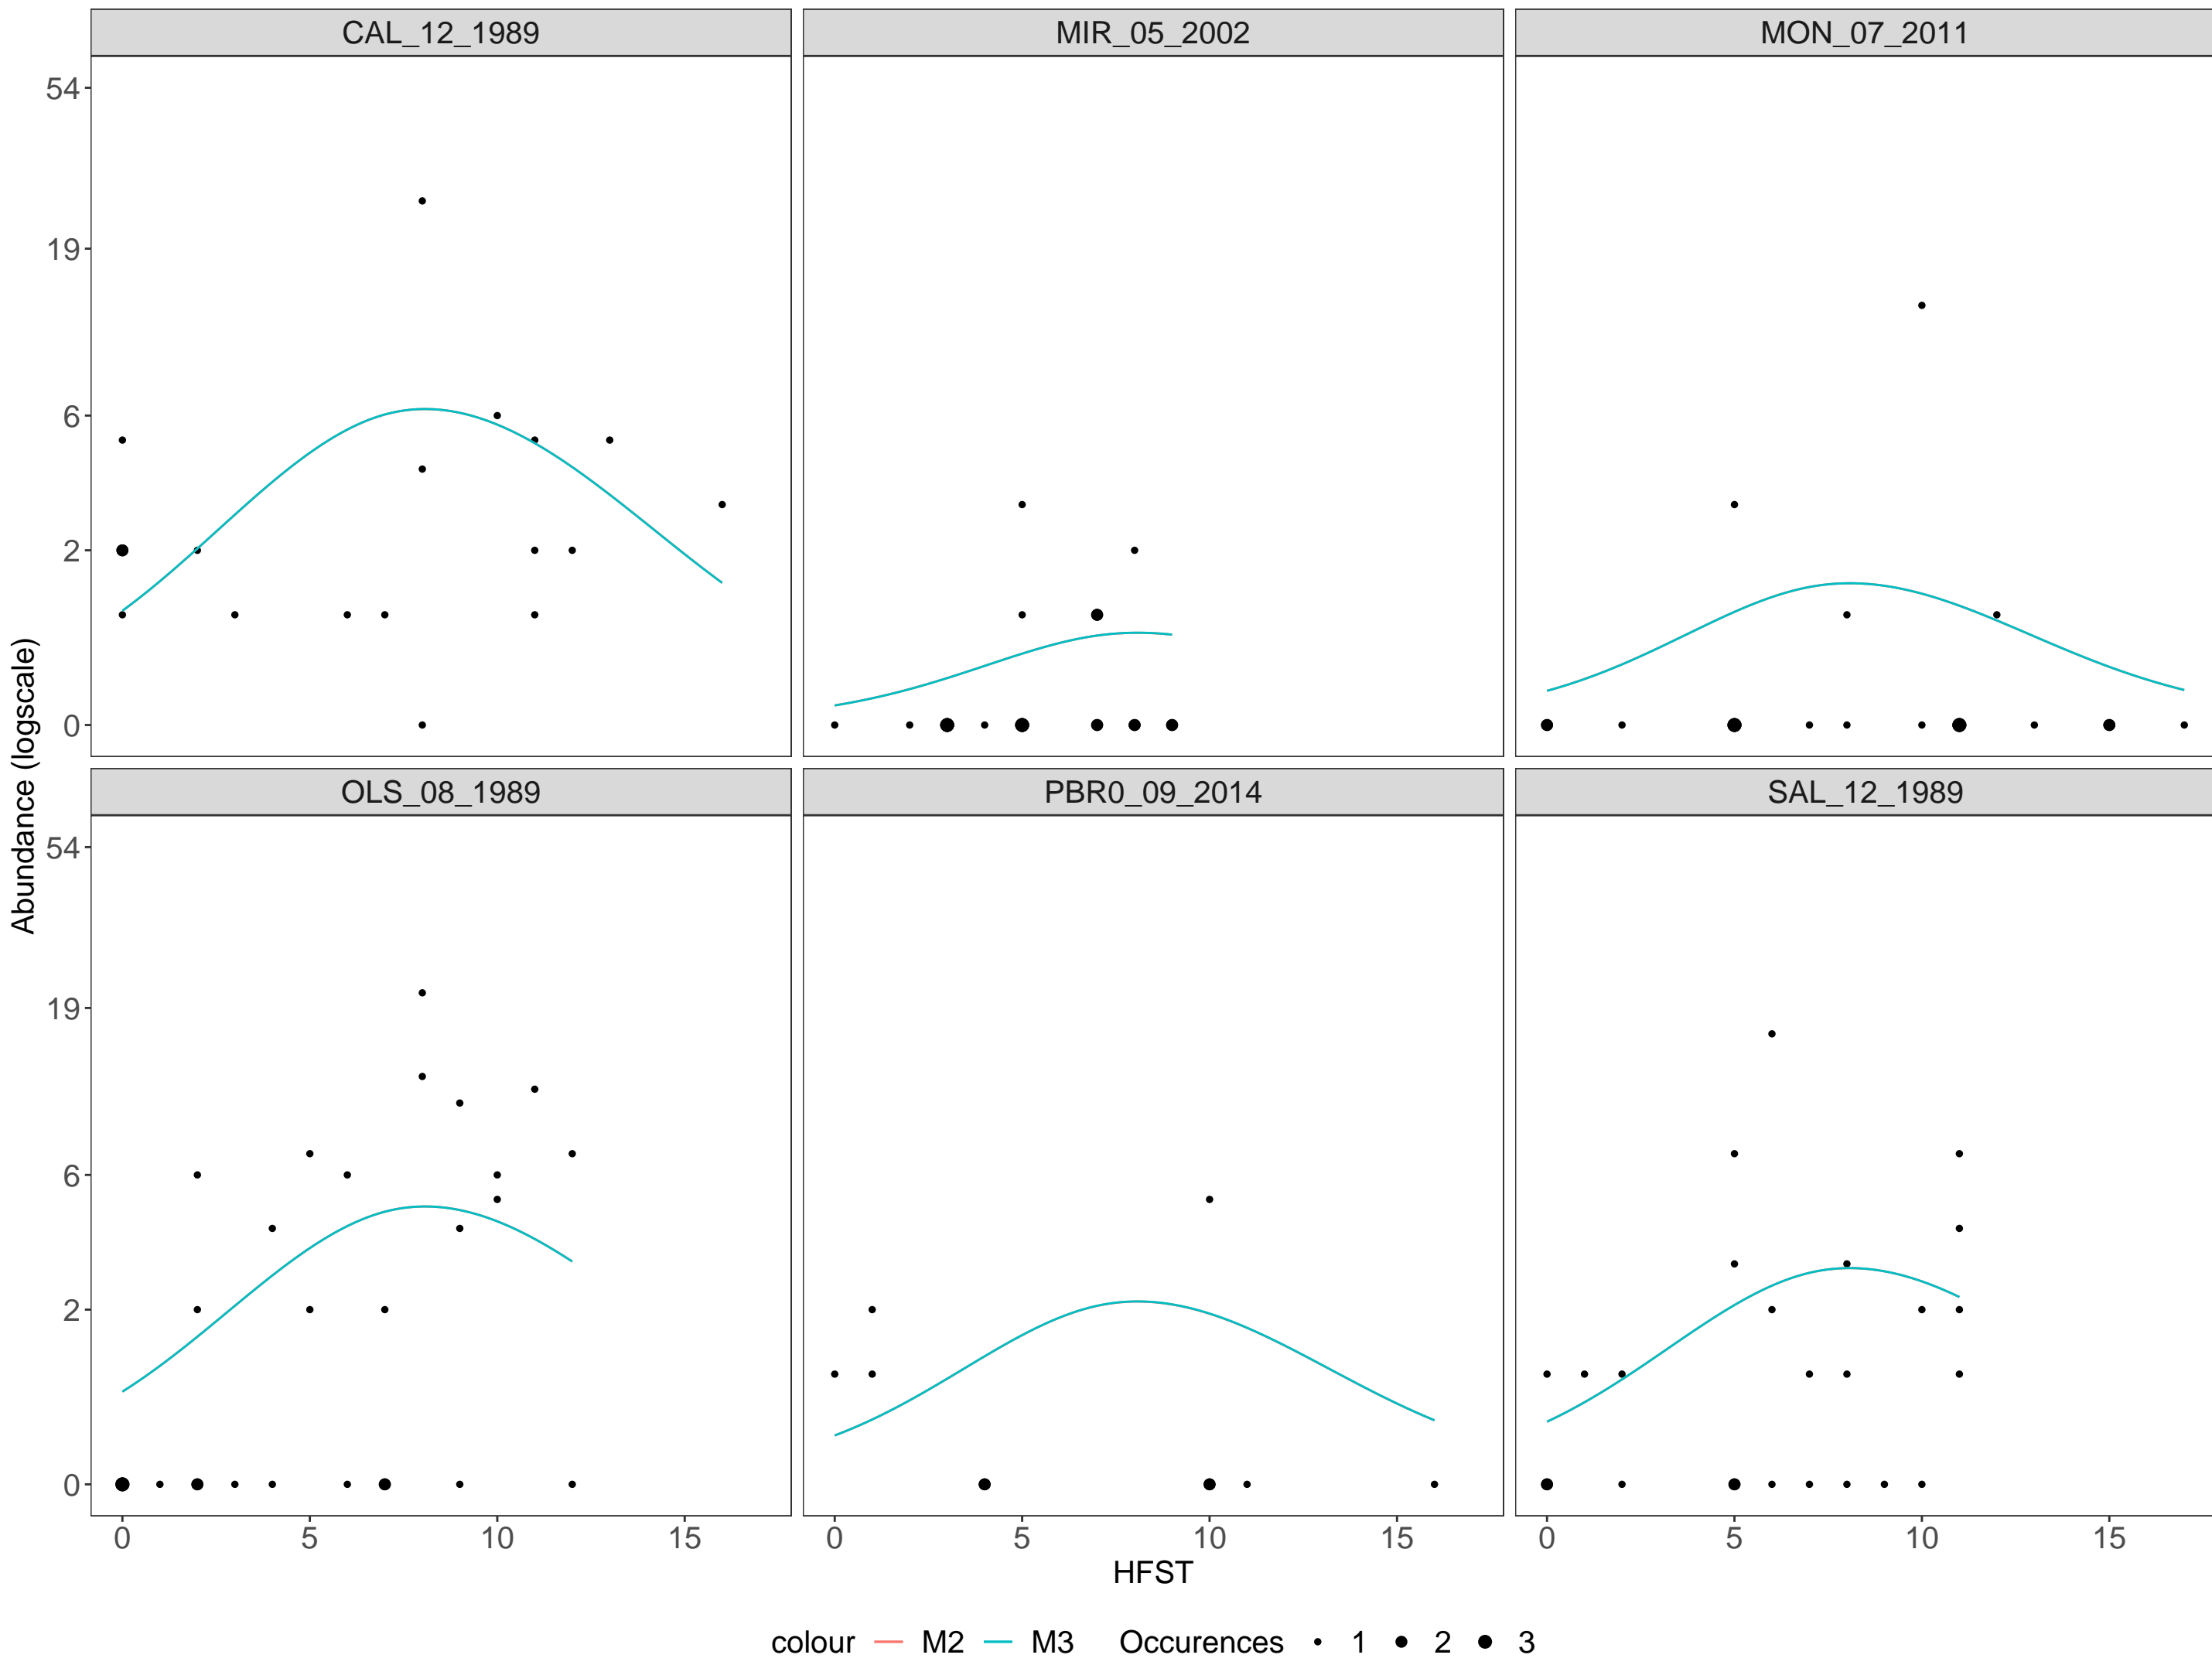 CAL_12_1989 MIR_05_2002 MON_07_2011
54
19
6
2
0
Abundance (logscale)
OLS_08_1989 PBR0_09_2014 SAL_12_1989
54
19
6
2
0
0 5 10 15 0 5 10 15 0 5 10 15
HFST
colour M2 M3 Occurences 1 2 3